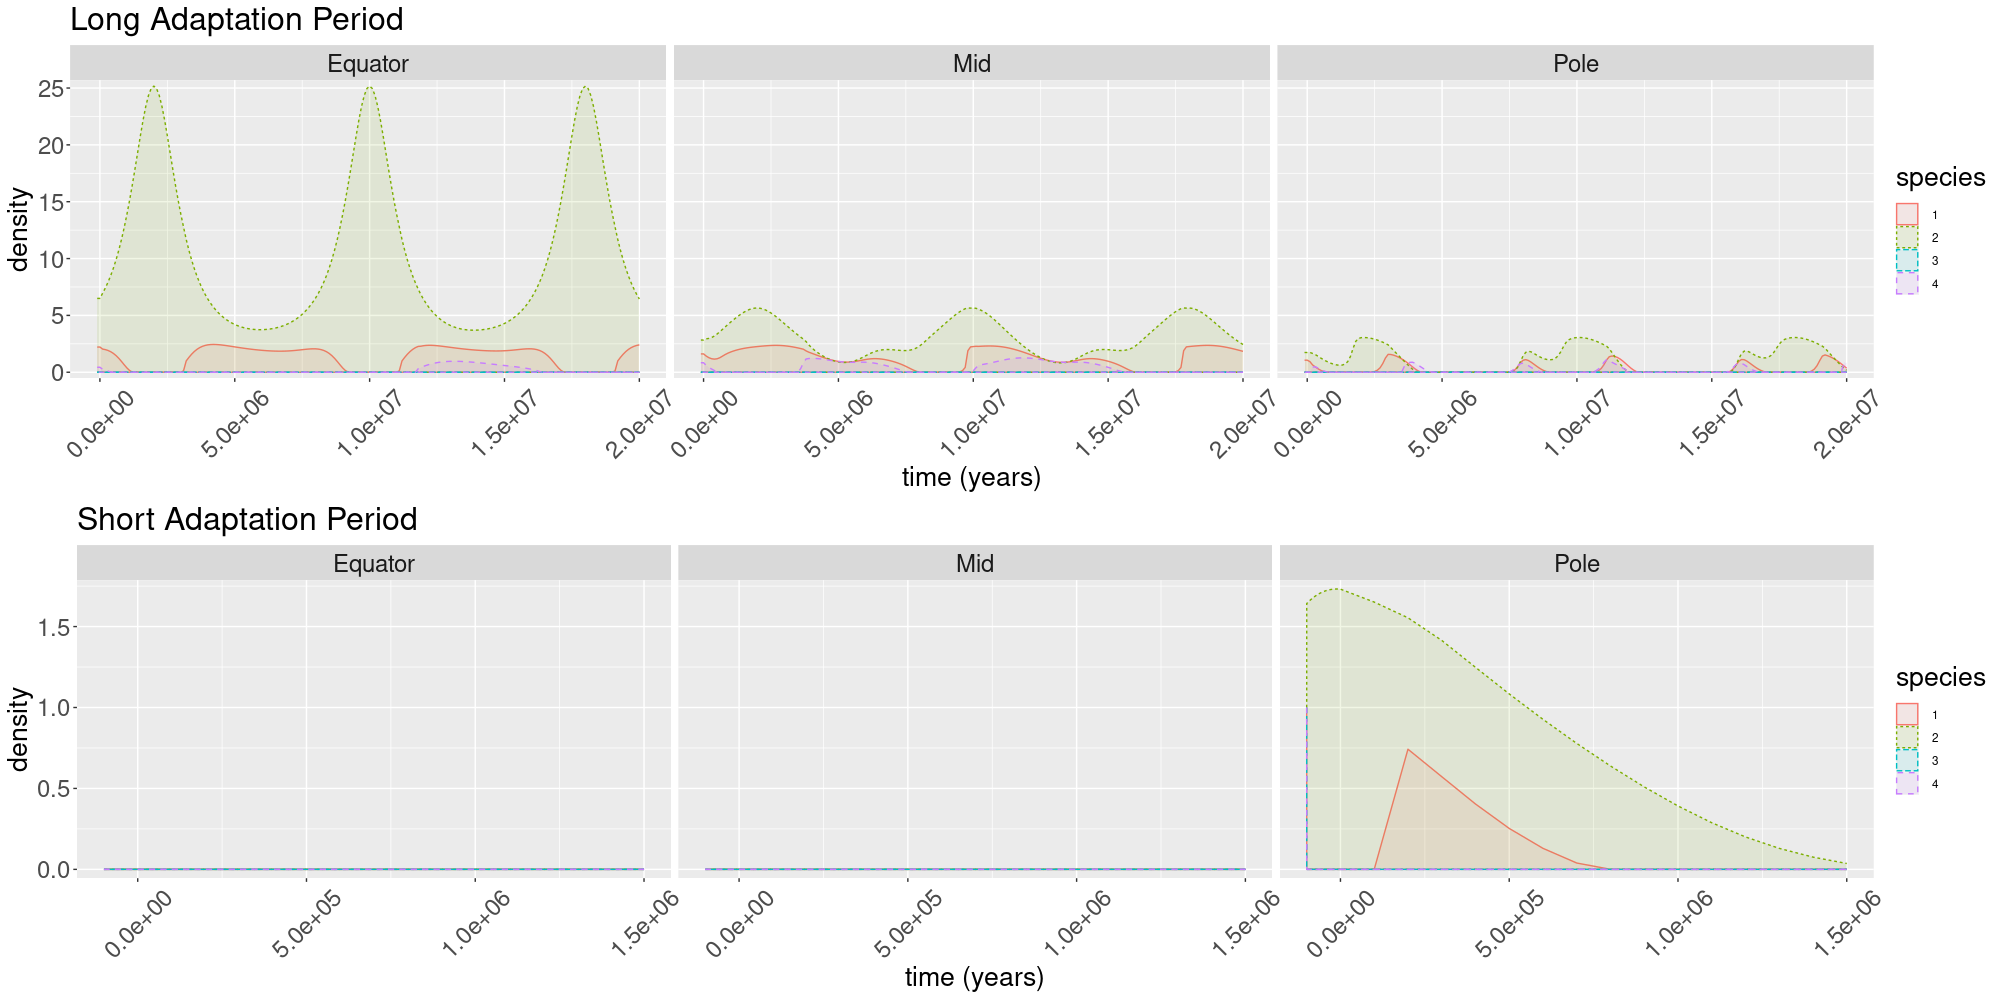 Long Adaptation Period
Equator Mid Pole
density
25
20
15
10
5
0
0.0e+00 5.0e+06 1.0e+07 1.5e+07 2.0e+07 0.0e+00 5.0e+06 1.0e+07 1.5e+07 2.0e+07 0.0e+00 5.0e+06 1.0e+07 1.5e+07 2.0e+07
time (years)
species
1
2
3
4
Short Adaptation Period
Equator Mid Pole
density
1.5
1.0
0.5
0.0
0.0e+00 5.0e+05 1.0e+06 1.5e+06 0.0e+00 5.0e+05 1.0e+06 1.5e+06 0.0e+00 5.0e+05 1.0e+06 1.5e+06
time (years)
species
1
2
3
4